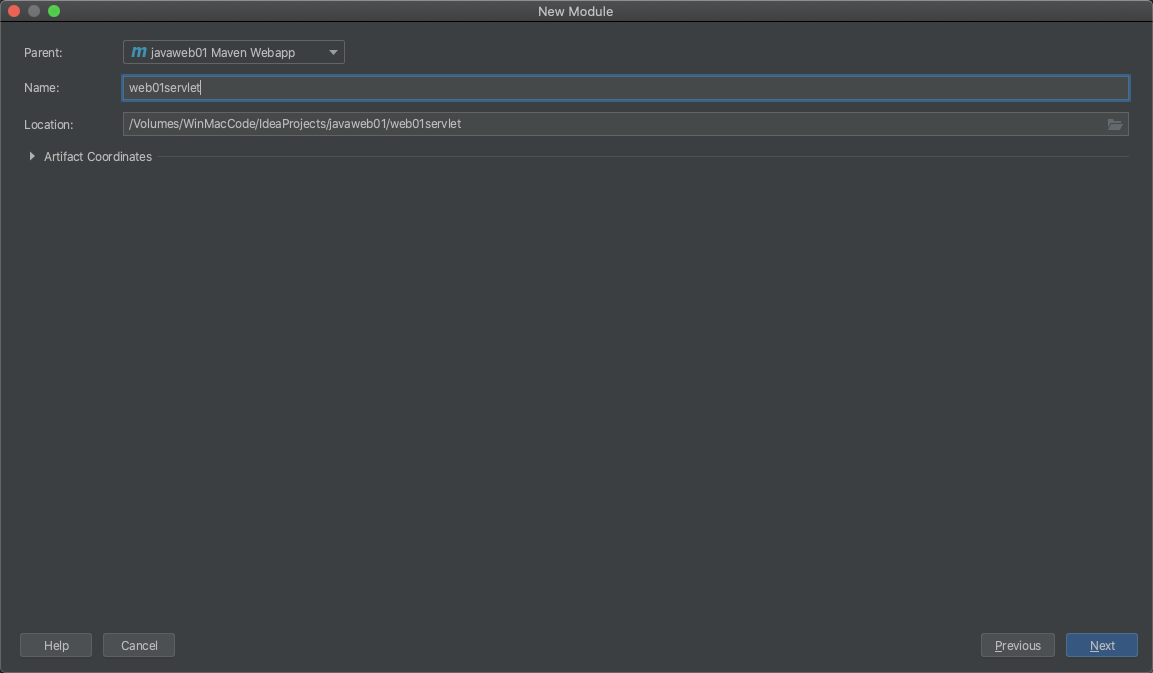 New Module
Parent: m javaweb01 Maven Webapp
Name: web01servlet
Location: /Volumes/WinMacCode/IdeaProjects/javaweb01/web01servlet
Artifact Coordinates
Help Cancel Previous Next